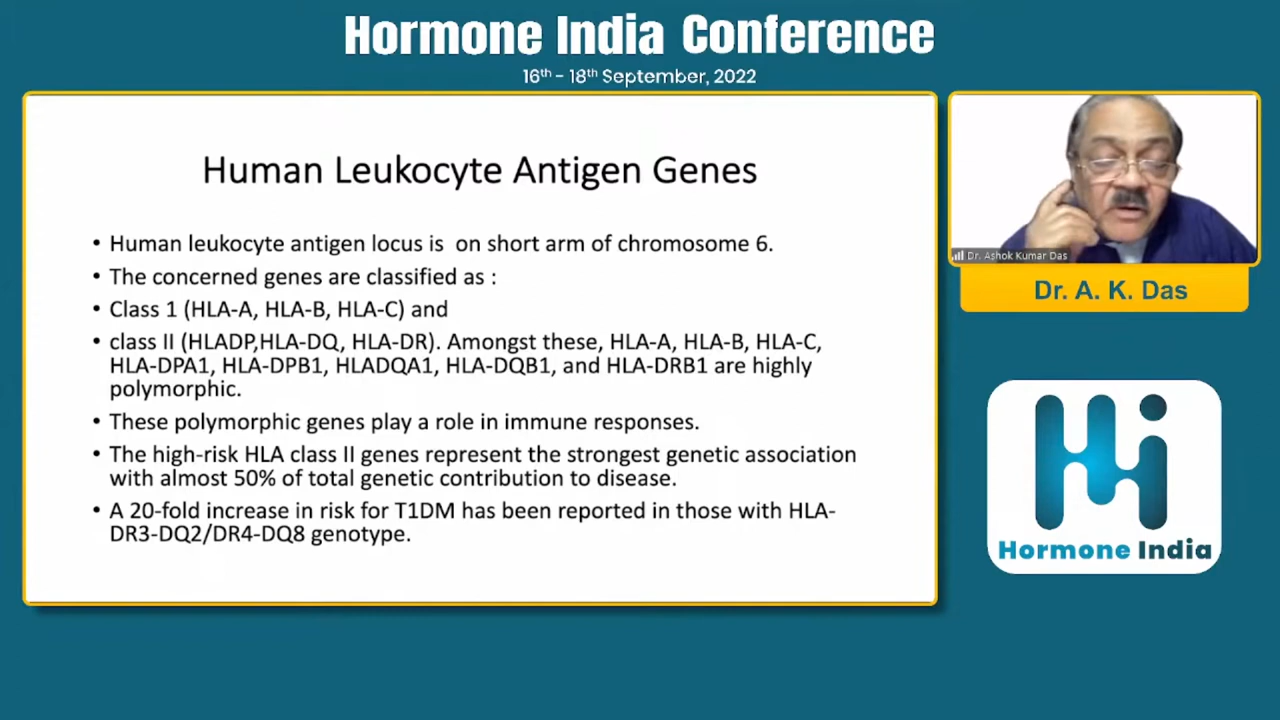 Hormone India Conference
16th - 18th September, 2022
Human Leukocyte Antigen Genes
• Human leukocyte antigen locus is  on short arm of chromosome 6.
• The concerned genes are classified as :
• Class 1 (HLA-A, HLA-B, HLA-C) and
• class II (HLADP,HLA-DQ, HLA-DR). Amongst these, HLA-A, HLA-B, HLA-C,
HLA-DPA1, HLA-DPB1, HLADQA1, HLA-DQB1, and HLA-DRB1 are highly
polymorphic.
• These polymorphic genes play a role in immune responses.
• The high-risk HLA class II genes represent the strongest genetic association
with almost 50% of total genetic contribution to disease.
• A 20-fold increase in risk for T1DM has been reported in those with HLA-
DR3-DQ2/DR4-DQ8 genotype.
Dr. Ashok Kumar Das
Dr. A. K. Das
Hi
Hormone India